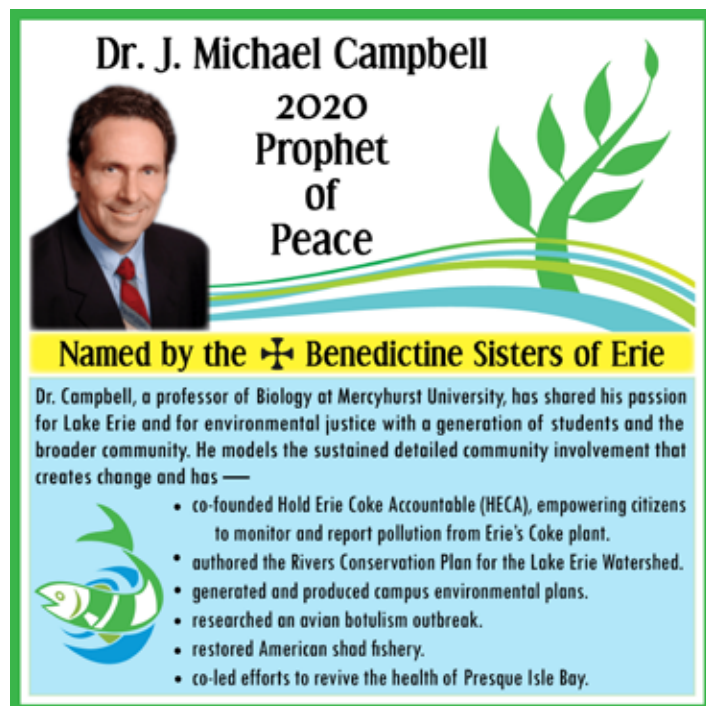 Dr. J. Michael Campbell
2020
Prophet
of
Peace
Named by the ✠ Benedictine Sisters of Erie
Dr. Campbell, a professor of Biology at Mercyhurst University, has shared his passion
for Lake Erie and for environmental justice with a generation of students and the
broader community. He models the sustained detailed community involvement that
creates change and has —
• co-founded Hold Erie Coke Accountable (HECA), empowering citizens
to monitor and report pollution from Erie's Coke plant.
• authored the Rivers Conservation Plan for the Lake Erie Watershed.
• generated and produced campus environmental plans.
• researched an avian botulism outbreak.
• restored American shad fishery.
• co-led efforts to revive the health of Presque Isle Bay.